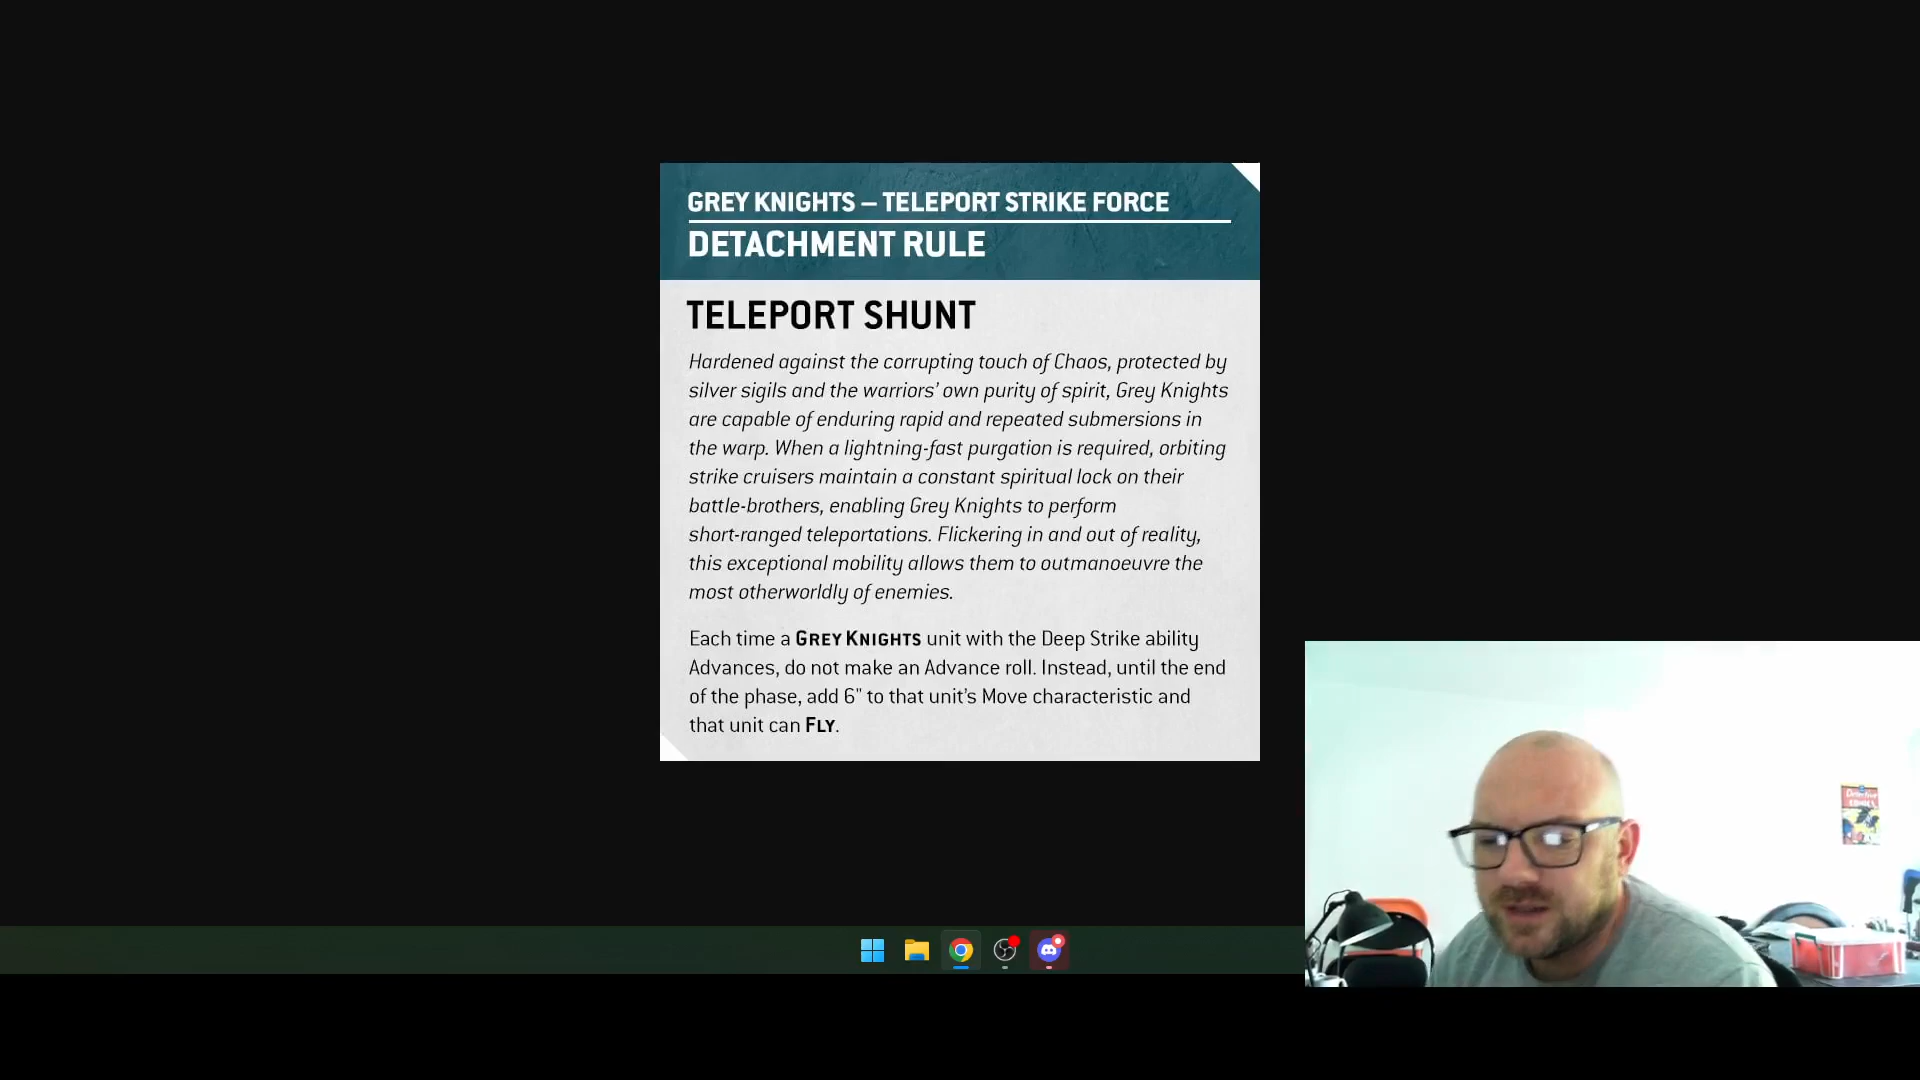 GREY KNIGHTS – TELEPORT STRIKE FORCE
DETACHMENT RULE
TELEPORT SHUNT
Hardened against the corrupting touch of Chaos, protected by
silver sigils and the warriors' own purity of spirit, Grey Knights
are capable of enduring rapid and repeated submersions in
the warp. When a lightning-fast purgation is required, orbiting
strike cruisers maintain a constant spiritual lock on their
battle-brothers, enabling Grey Knights to perform
short-ranged teleportations. Flickering in and out of reality,
this exceptional mobility allows them to outmanoeuvre the
most otherworldly of enemies.
Each time a GREY KNIGHTS unit with the Deep Strike ability
Advances, do not make an Advance roll. Instead, until the end
of the phase, add 6" to that unit's Move characteristic and
that unit can FLY.